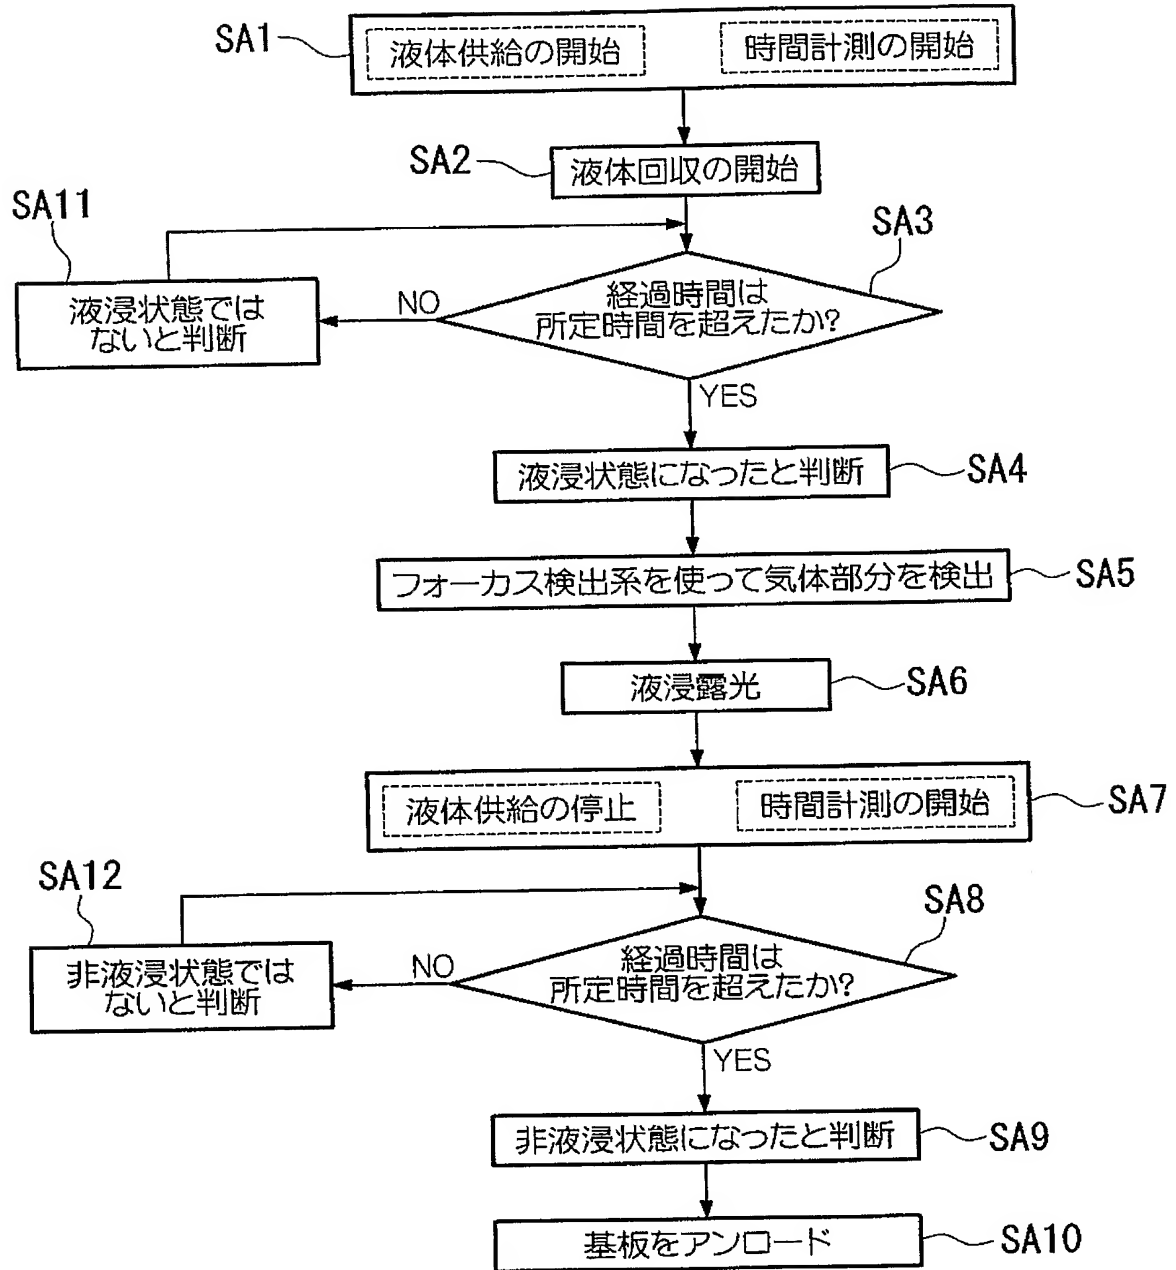 SA1
液体供給の開始
時間計測の開始
SA2
液体回収の開始
SA11
液浸状態では
ないと判断
NO
SA3
経過時間は
所定時間を超えたか?
YES
液浸状態になったと判断
SA4
フォーカス検出系を使って気体部分を検出
SA5
液浸露光
SA6
液体供給の停止
時間計測の開始
SA7
SA12
非液浸状態では
ないと判断
NO
SA8
経過時間は
所定時間を超えたか?
YES
非液浸状態になったと判断
SA9
基板をアンロード
SA10